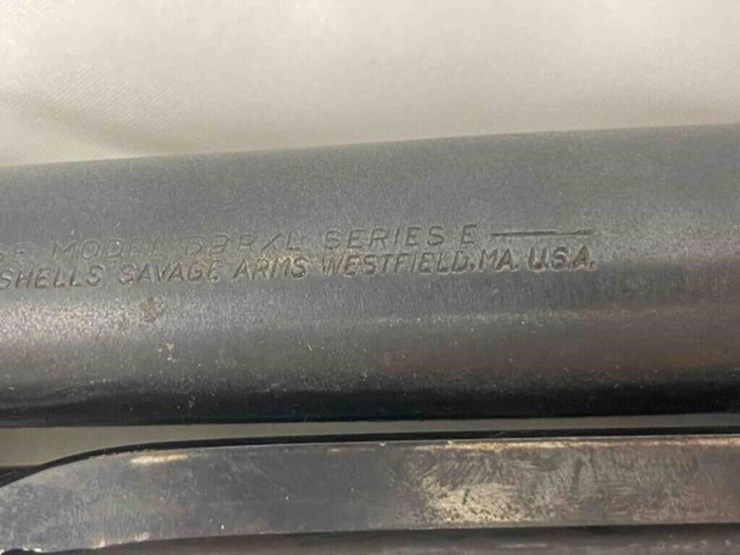 MODEL 69RXL SERIES E
SHELLS SAVAGE ARMS WESTFIELD, MA. U.S.A.